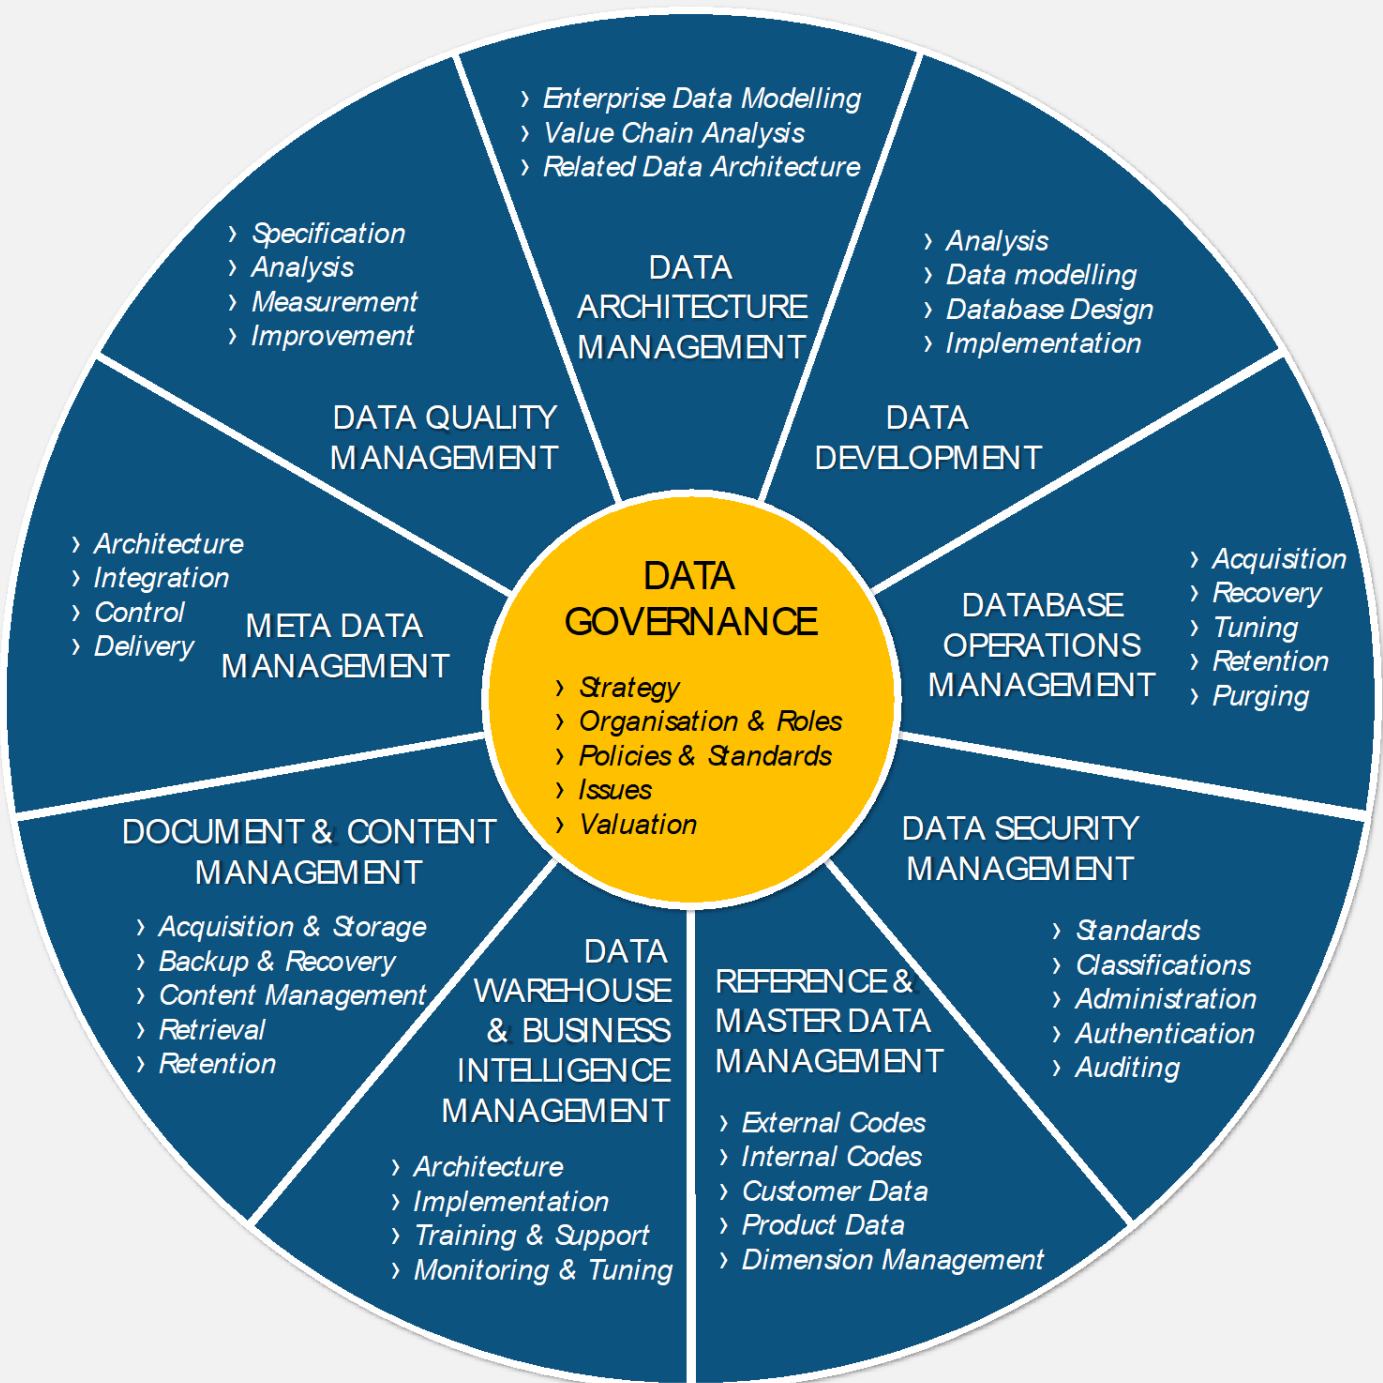 › Enterprise Data Modelling
› Value Chain Analysis
› Related Data Architecture
DATA
ARCHITECTURE
MANAGEMENT
› Analysis
› Data modelling
› Database Design
› Implementation
DATA
DEVELOPMENT
› Acquisition
› Recovery
› Tuning
› Retention
› Purging
DATABASE
OPERATIONS
MANAGEMENT
DATA SECURITY
MANAGEMENT
› Standards
› Classifications
› Administration
› Authentication
› Auditing
REFERENCE &
MASTER DATA
MANAGEMENT
› External Codes
› Internal Codes
› Customer Data
› Product Data
› Dimension Management
DATA
WAREHOUSE
& BUSINESS
INTELLIGENCE
MANAGEMENT
› Architecture
› Implementation
› Training & Support
› Monitoring & Tuning
DOCUMENT & CONTENT
MANAGEMENT
› Acquisition & Storage
› Backup & Recovery
› Content Management
› Retrieval
› Retention
› Architecture
› Integration
› Control
› Delivery
META DATA
MANAGEMENT
› Specification
› Analysis
› Measurement
› Improvement
DATA QUALITY
MANAGEMENT
DATA
GOVERNANCE
› Strategy
› Organisation & Roles
› Policies & Standards
› Issues
› Valuation